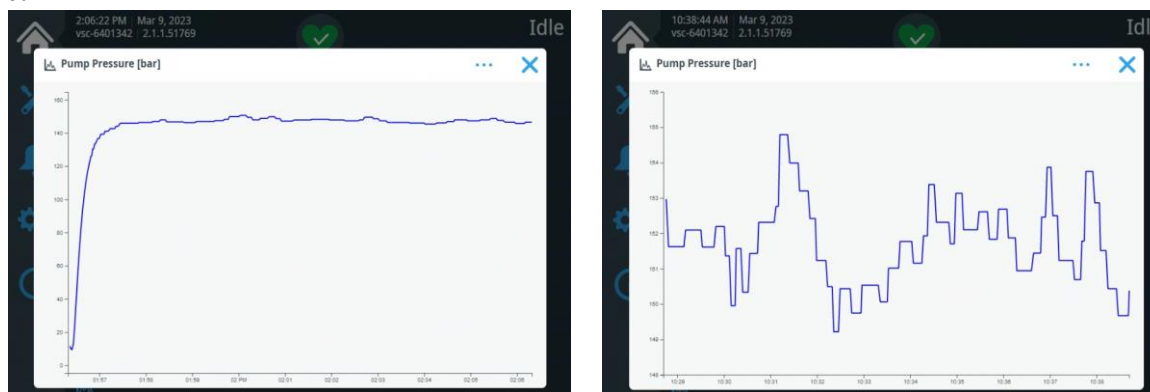 2:06:22 PM Mar 9, 2023
vsc-6401342 2.1.1.51769
Idle
Pump Pressure [bar]
160
140
120
100
80
60
40
20
0
01:57 01:58 01:59 02 PM 02:01 02:02 02:03 02:04 02:05 02:06
10:38:44 AM Mar 9, 2023
vsc-6401342 2.1.1.51769
Idl
Pump Pressure [bar]
156
155
154
153
152
151
150
149
148
10:29 10:30 10:31 10:32 10:33 10:34 10:35 10:36 10:37 10:38